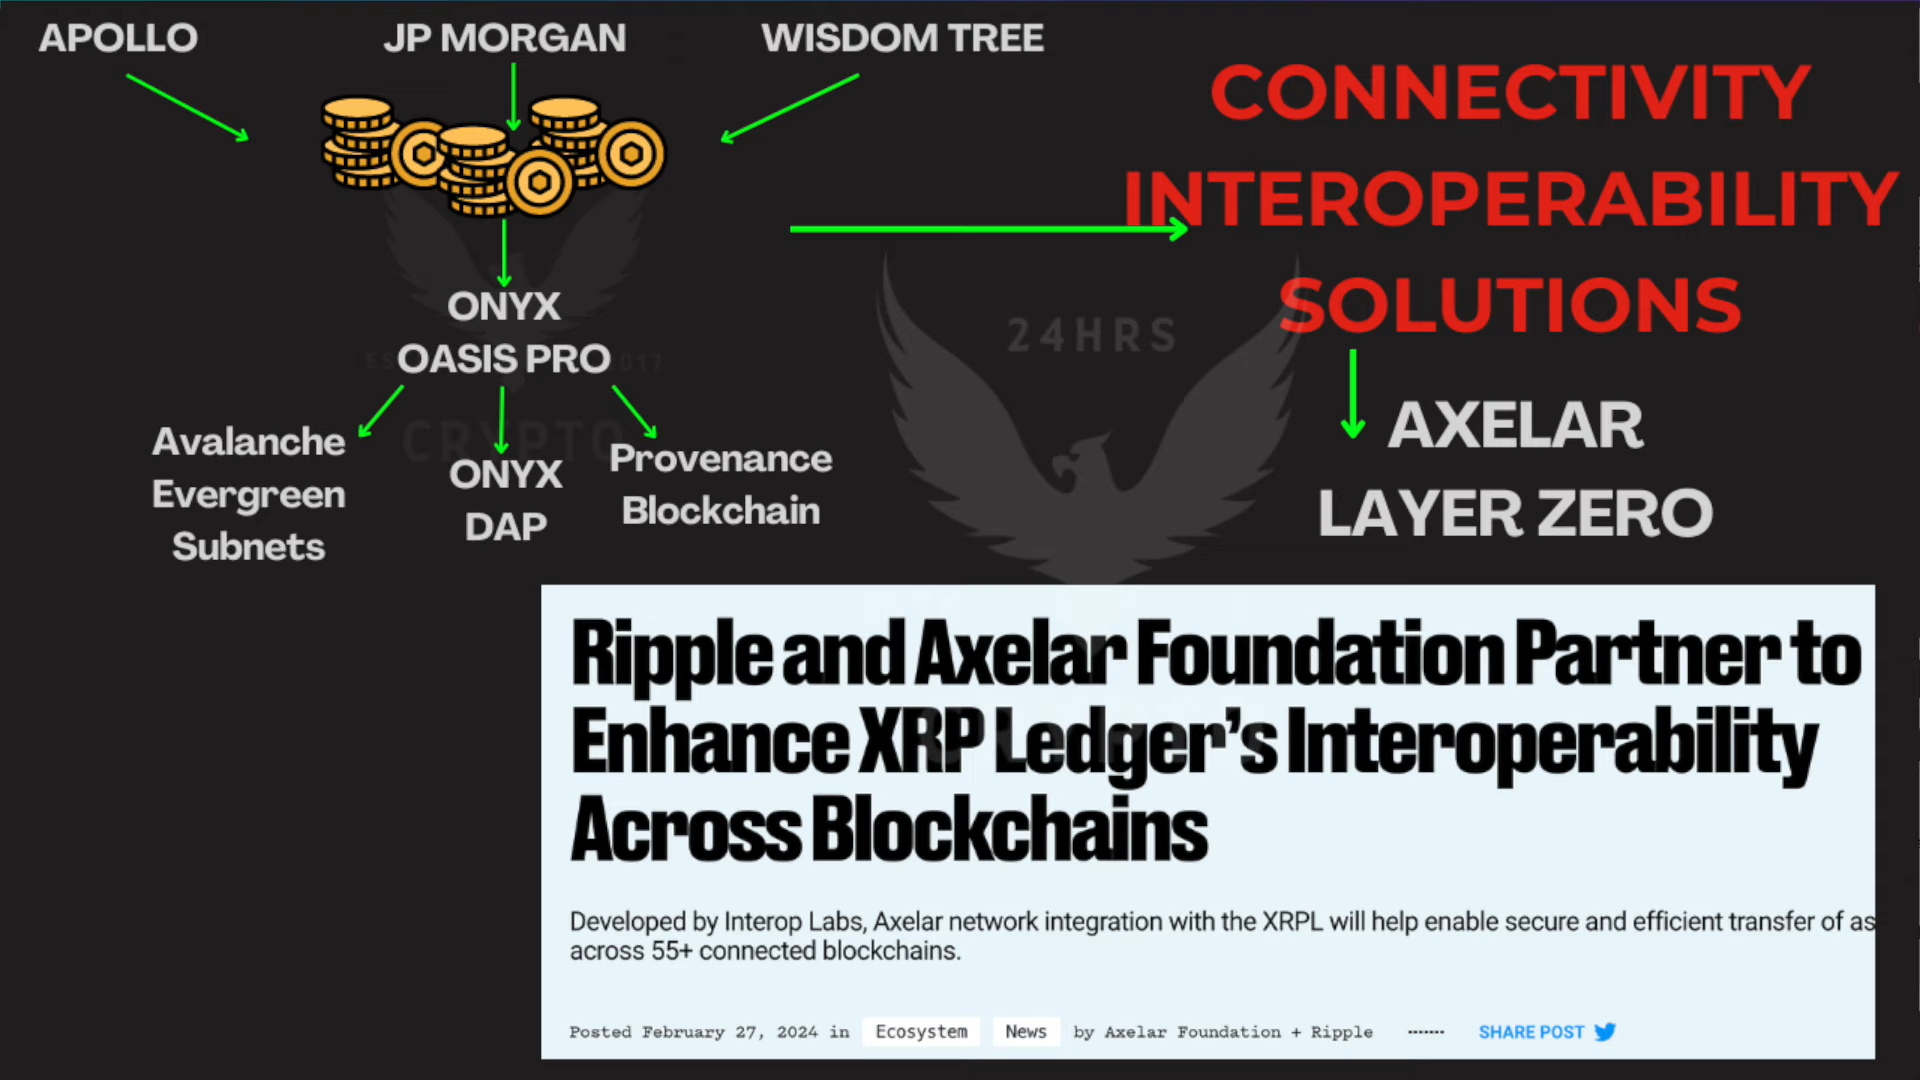 APOLLO
JP MORGAN
WISDOM TREE
CONNECTIVITY
INTEROPERABILITY
SOLUTIONS
ONYX
OASIS PRO
Avalanche
Evergreen
Subnets
ONYX
DAP
Provenance
Blockchain
24HRS
CRYPTO
AXELAR
LAYER ZERO
Ripple and Axelar Foundation Partner to
Enhance XRP Ledger's Interoperability
Across Blockchains
Developed by Interop Labs, Axelar network integration with the XRPL will help enable secure and efficient transfer of as
across 55+ connected blockchains.
Posted February 27, 2024 in Ecosystem News by Axelar Foundation + Ripple ······· SHARE POST